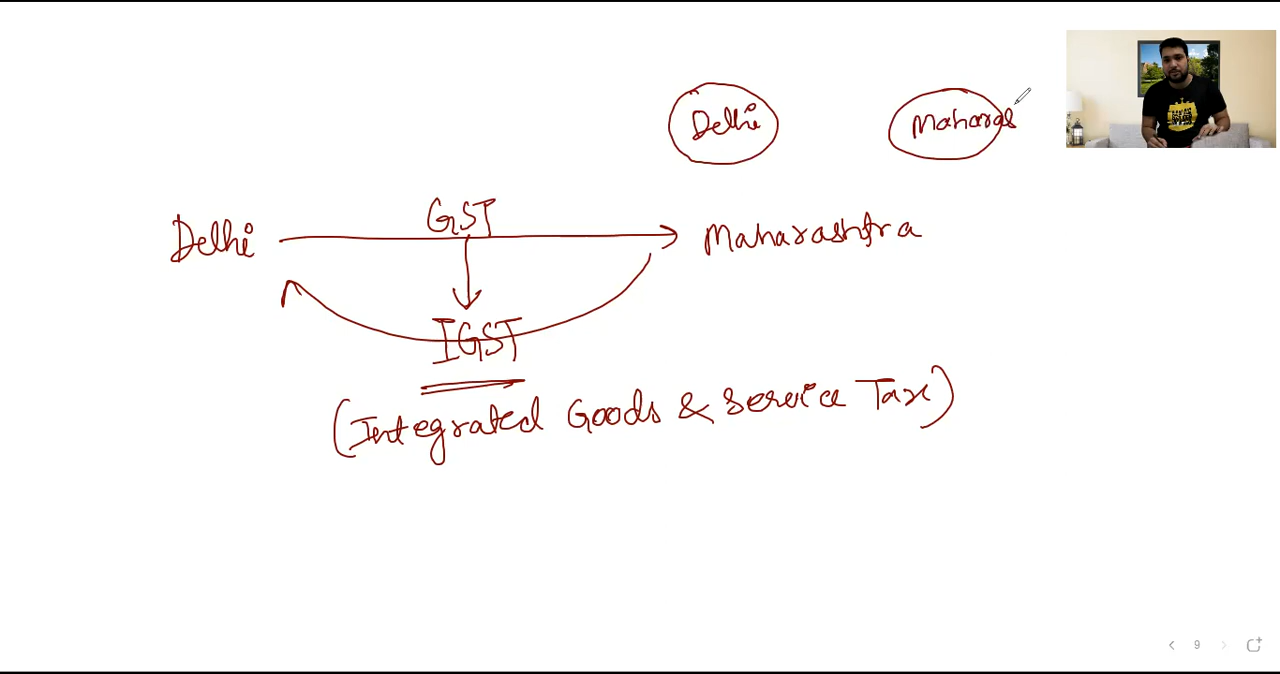 Delhi Maharas
GST
Delhi Maharashtra
IGST
(Integrated Goods & Service Tax)
9